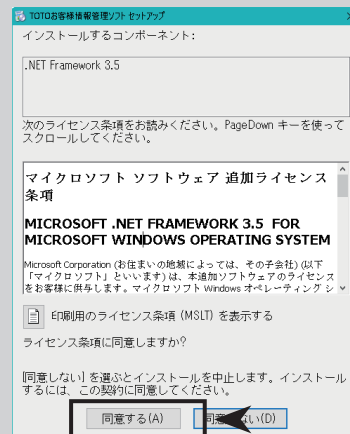 TOTOお客様情報管理ソフト セットアップ
インストールするコンポーネント:
.NET Framework 3.5
次のライセンス条項をお読みください。PageDown キーを使って
スクロールしてください。
マイクロソフト ソフトウェア 追加ライセンス
条項
MICROSOFT .NET FRAMEWORK 3.5 FOR
MICROSOFT WINDOWS OPERATING SYSTEM
Microsoft Corporation (お住まいの地域によっては、その子会社) (以下
「マイクロソフト」といいます) は、本追加ソフトウェアのライセンス
をお客様に供与します。マイクロソフト Windows オペレーティング シ
印刷用のライセンス条項 (MSLT) を表示する
ライセンス条項に同意しますか?
[同意しない] を選ぶとインストールを中止します。インストール
するには、この契約に同意してください。
同意する(A)
同意 ない(D)